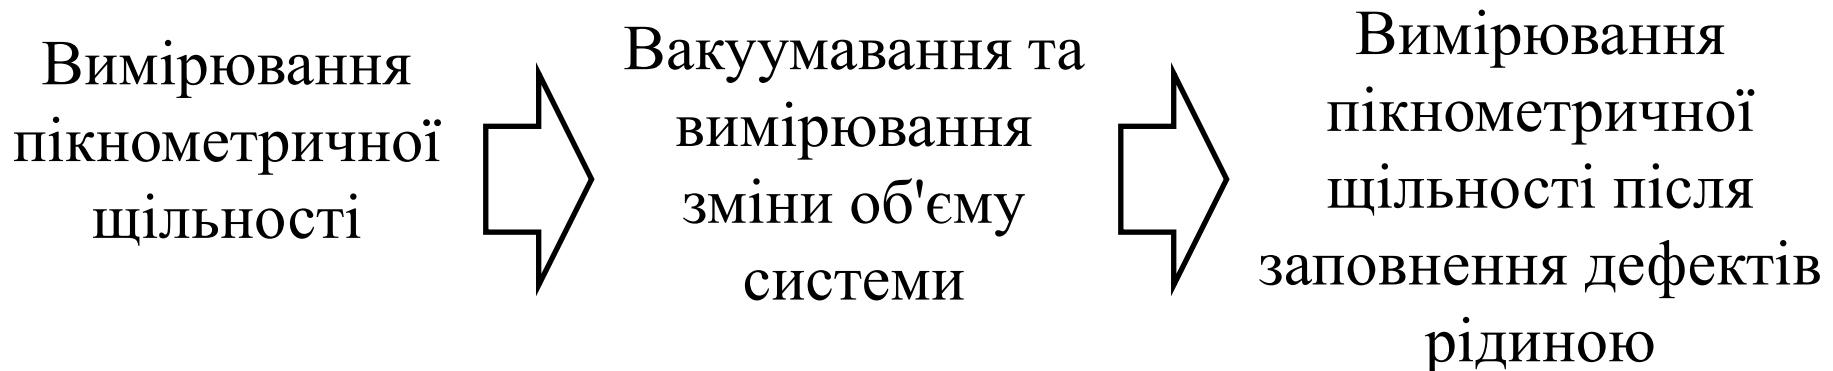 Вимірювання
пікнометричної
щільності
Вакуумавання та
вимірювання
зміни об'єму
системи
Вимірювання
пікнометричної
щільності після
заповнення дефектів
рідиною